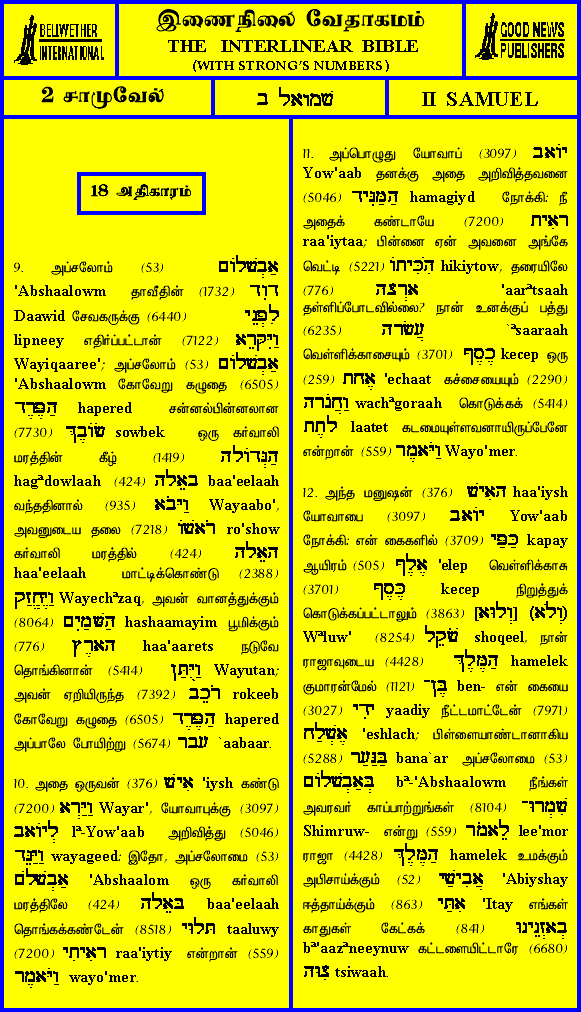 BELLWETHER
INTERNATIONAL
இணைநிலை வேதாகமம்
THE INTERLINEAR BIBLE
(WITH STRONG'S NUMBERS)
GOOD NEWS
PUBLISHERS
2 சாமுவேல்
שמואל ב
II SAMUEL
18 அதிகாரம்
9. அப்சலோம் (53) אַבְשָׁלוֹם
'Abshaalowm தாவீதின் (1732) דָוִד
Daawid சேவகருக்கு (6440) לִפְנֵי
lipneey எதிர்ப்பட்டான் (7122) וַיִּקָּרֵא
Wayiqaaree'; அப்சலோம் (53) אַבְשָׁלוֹם
'Abshaalowm கோவேறு கழுதை (6505)
הַפֶּרֶד hapered சன்னல்பின்னலான
(7730) שׂוֹבֶךְ sowbek ஒரு கர்வாலி
மரத்தின் கீழ் (1419) הַגְּדוֹלָה
hagᵃdowlaah (424) בָּאֵלָה baa'eelaah
வந்ததினால் (935) וַיָּבֹא Wayaabo',
அவனுடைய தலை (7218) רֹאשׁוֹ ro'show
கர்வாலி மரத்தில் (424) הָאֵלָה
haa'eelaah மாட்டிக்கொண்டு (2388)
וַיֶּחֱזַק Wayechᵉzaq, அவன் வானத்துக்கும்
(8064) הַשָּׁמַיִם hashaamayim பூமிக்கும்
(776) הָאָרֶץ haa'aarets நடுவே
தொங்கினான் (5414) וַיֻּתַּן Wayutan;
அவன் ஏறியிருந்த (7392) רֹכֵב rokeeb
கோவேறு கழுதை (6505) הַפֶּרֶד hapered
அப்பாலே போயிற்று (5674) עָבָר `aabaar.
10. அதை ஒருவன் (376) אִישׁ 'iysh கண்டு
(7200) וַיַּרְא Wayar', யோவாபுக்கு (3097)
לְיוֹאָב lᵃ-Yow'aab அறிவித்து (5046)
וַיַּגֵּד wayageed: இதோ, அப்சலோமை (53)
אַבְשָׁלֹם 'Abshaalom ஒரு கர்வாலி
மரத்திலே (424) בָּאֵלָה baa'eelaah
தொங்கக்கண்டேன் (8518) תָּלוּי taaluwy
(7200) רָאִיתִי raa'iytiy என்றான் (559)
וַיֹּאמֶר wayo'mer.
11. அப்பொழுது யோவாப் (3097) יוֹאָב
Yow'aab தனக்கு அதை அறிவித்தவனை
(5046) הַמַּגִּיד hamagiyd நோக்கி: நீ
அதைக் கண்டாயே (7200) רָאִיתָ
raa'iytaa; பின்னை ஏன் அவனை அங்கே
வெட்டி (5221) הִכִּיתוֹ hikiytow, தரையிலே
(776) אַרְצָה 'aarᵃtsaah
தள்ளிப்போடவில்லை? நான் உனக்குப் பத்து
(6235) עֲשָׂרָה `ᵃsaaraah
வெள்ளிக்காசையும் (3701) כֶסֶף kecep ஒரு
(259) אֶחָת 'echaat கச்சையையும் (2290)
וַחֲגֹרָה wachᵃgoraah கொடுக்கக் (5414)
לָתֶת laatet கடமையுள்ளவனாயிருப்பேனே
என்றான் (559) וַיֹּאמֶר Wayo'mer.
12. அந்த மனுஷன் (376) הָאִישׁ haa'iysh
யோவாபை (3097) יוֹאָב Yow'aab
நோக்கி: என் கைகளில் (3709) כַּפַּי kapay
ஆயிரம் (505) אֶלֶף 'elep வெள்ளிக்காசு
(3701) כֶּסֶף kecep நிறுத்துக்
கொடுக்கப்பட்டாலும் (3863) [וְלוּא] (וְלֹא)
Wᵃluw' (8254) שֹׁקֵל shoqeel, நான்
ராஜாவுடைய (4428) הַמֶּלֶךְ hamelek
குமாரன்மேல் (1121) בֶּן־ ben- என் கையை
(3027) יָדִי yaadiy நீட்டமாட்டேன் (7971)
אֶשְׁלַח 'eshlach; பிள்ளையாண்டானாகிய
(5288) בַּנַּעַר bana`ar அப்சலோமை (53)
בְּאַבְשָׁלוֹם bᵃ-'Abshaalowm நீங்கள்
அவரவர் காப்பாற்றுங்கள் (8104) שִׁמְרוּ־
Shimruw- என்று (559) לֵאמֹר lee'mor
ராஜா (4428) הַמֶּלֶךְ hamelek உமக்கும்
அபிசாய்க்கும் (52) אֲבִישַׁי 'Abiyshay
ஈத்தாய்க்கும் (863) אִתַּי 'Itay எங்கள்
காதுகள் கேட்கக் (841) בְאָזְנֵינוּ
bᵃ'aazᵃneeynuw கட்டளையிட்டாரே (6680)
צִוָּה tsiwaah.